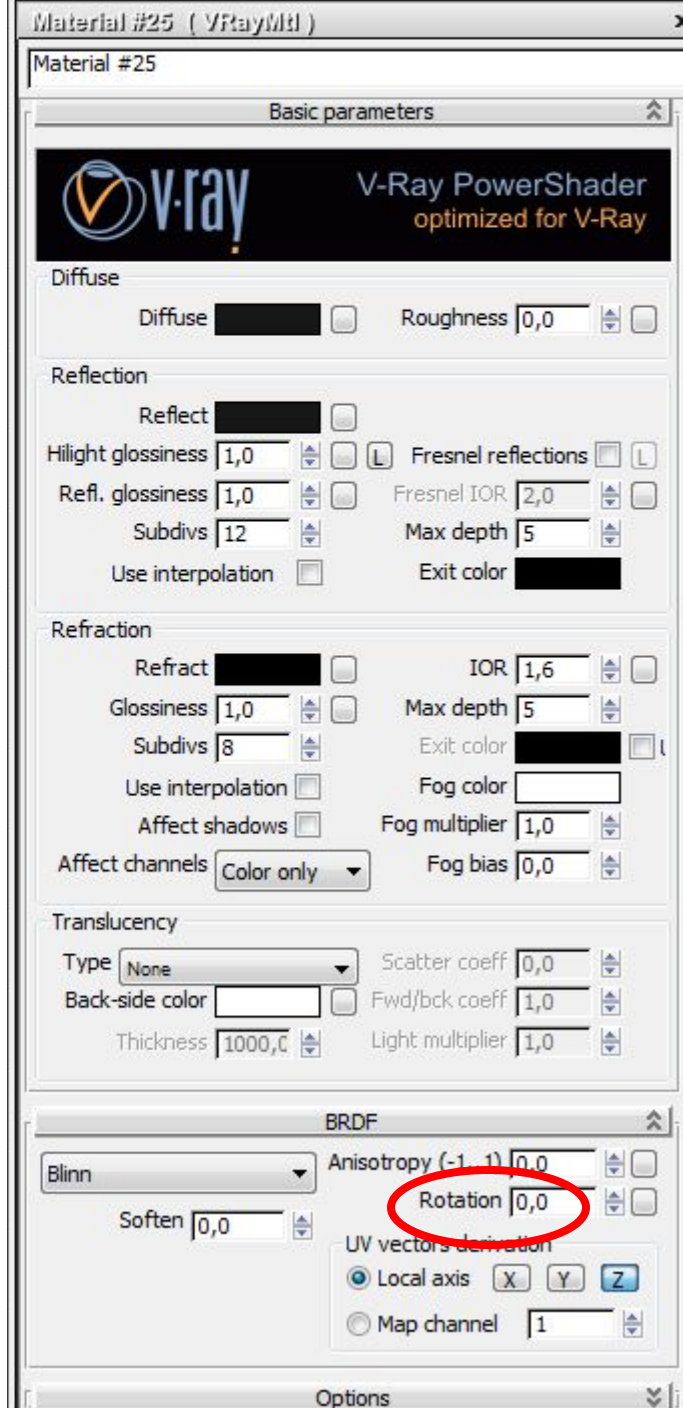 Material #25 ( VRayMtl ) x
Material #25
Basic parameters
v·ray V-Ray PowerShader
optimized for V-Ray
Diffuse
Diffuse Roughness 0,0
Reflection
Reflect
Hilight glossiness 1,0 L Fresnel reflections L
Refl. glossiness 1,0 Fresnel IOR 2,0
Subdivs 12 Max depth 5
Use interpolation Exit color
Refraction
Refract IOR 1,6
Glossiness 1,0 Max depth 5
Subdivs 8 Exit color
Use interpolation Fog color
Affect shadows Fog multiplier 1,0
Affect channels Color only Fog bias 0,0
Translucency
Type None Scatter coeff 0,0
Back-side color Fwd/bck coeff 1,0
Thickness 1000,0 Light multiplier 1,0
BRDF
Blinn Anisotropy (-1..1) 0,0
Rotation 0,0
Soften 0,0
UV vectors derivation
Local axis X Y Z
Map channel 1
Options